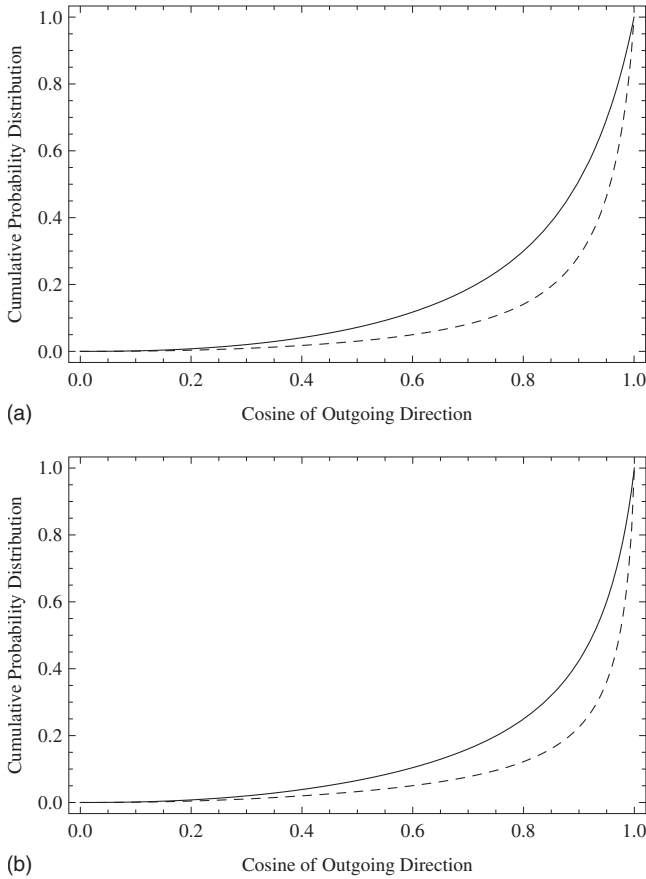 Cumulative Probability Distribution
1.0
0.8
0.6
0.4
0.2
0.0
0.0 0.2 0.4 0.6 0.8 1.0
(a) Cosine of Outgoing Direction
Cumulative Probability Distribution
1.0
0.8
0.6
0.4
0.2
0.0
0.0 0.2 0.4 0.6 0.8 1.0
(b) Cosine of Outgoing Direction